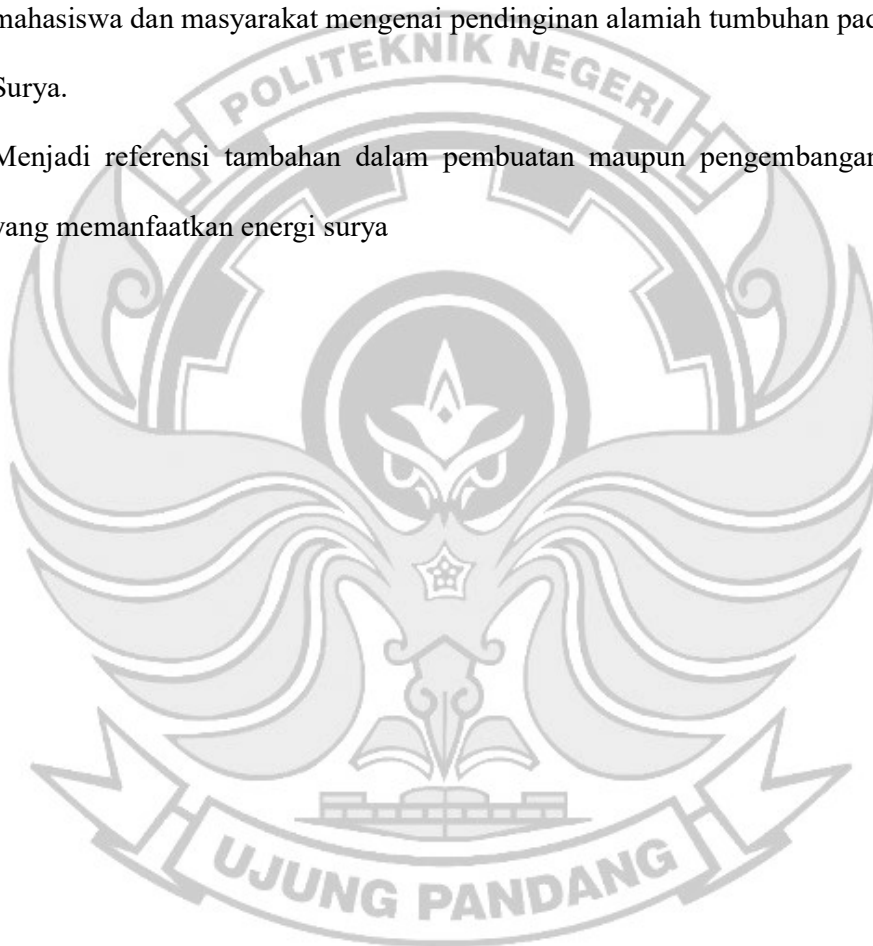 mahasiswa dan masyarakat mengenai pendinginan alamiah tumbuhan pad
Surya.
POLITEKNIK NEGERI
Menjadi referensi tambahan dalam pembuatan maupun pengembangan
yang memanfaatkan energi surya
UJUNG PANDANG